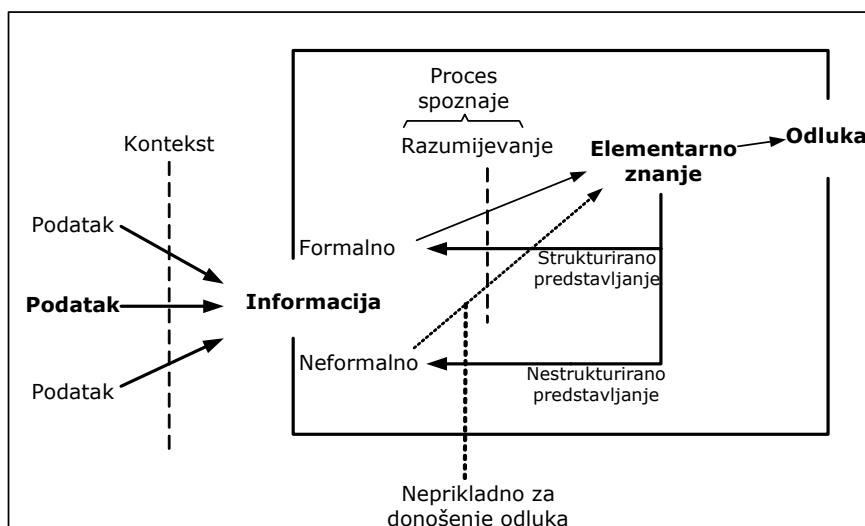 Proces
spoznaje
Kontekst
Razumijevanje
Elementarno
znanje
Odluka
Podatak
Formalno
Strukturirano
predstavljanje
Podatak
Informacija
Neformalno
Nestrukturirano
predstavljanje
Podatak
Neprikladno za
donošenje odluka